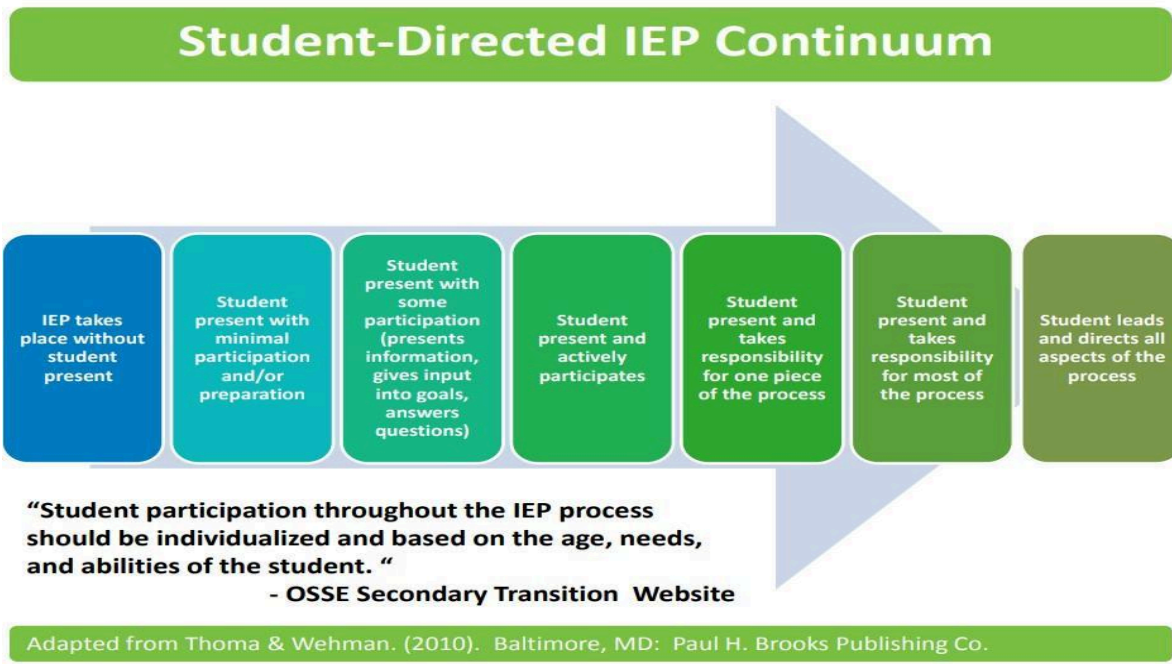 Student-Directed IEP Continuum
IEP takes
place without
student
present
Student
present with
minimal
participation
and/or
preparation
Student
present with
some
participation
(presents
information,
gives input
into goals,
answers
questions)
Student
present and
actively
participates
Student
present and
takes
responsibility
for one piece
of the process
Student
present and
takes
responsibility
for most of
the process
Student leads
and directs all
aspects of the
process
“Student participation throughout the IEP process
should be individualized and based on the age, needs,
and abilities of the student. “
- OSSE Secondary Transition Website
Adapted from Thoma & Wehman. (2010). Baltimore, MD: Paul H. Brooks Publishing Co.